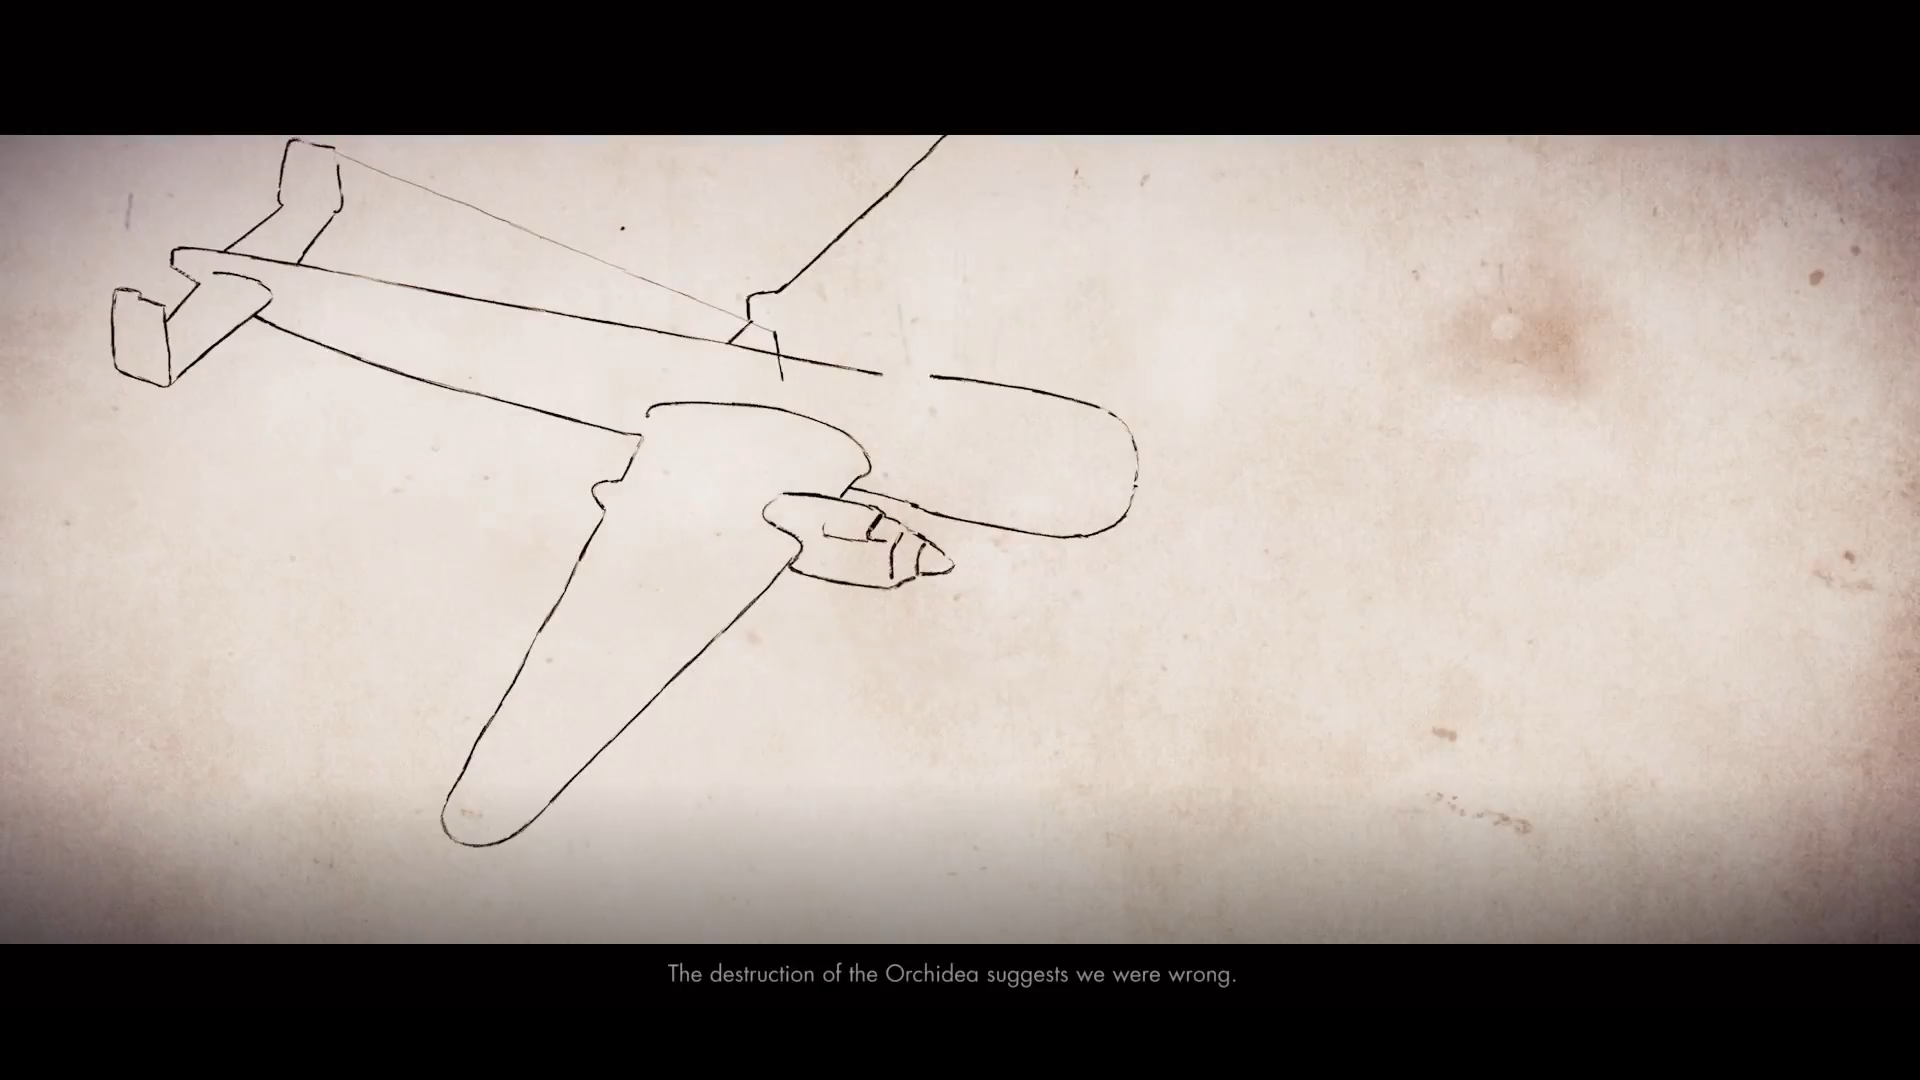 The destruction of the Orchidea suggests we were wrong.